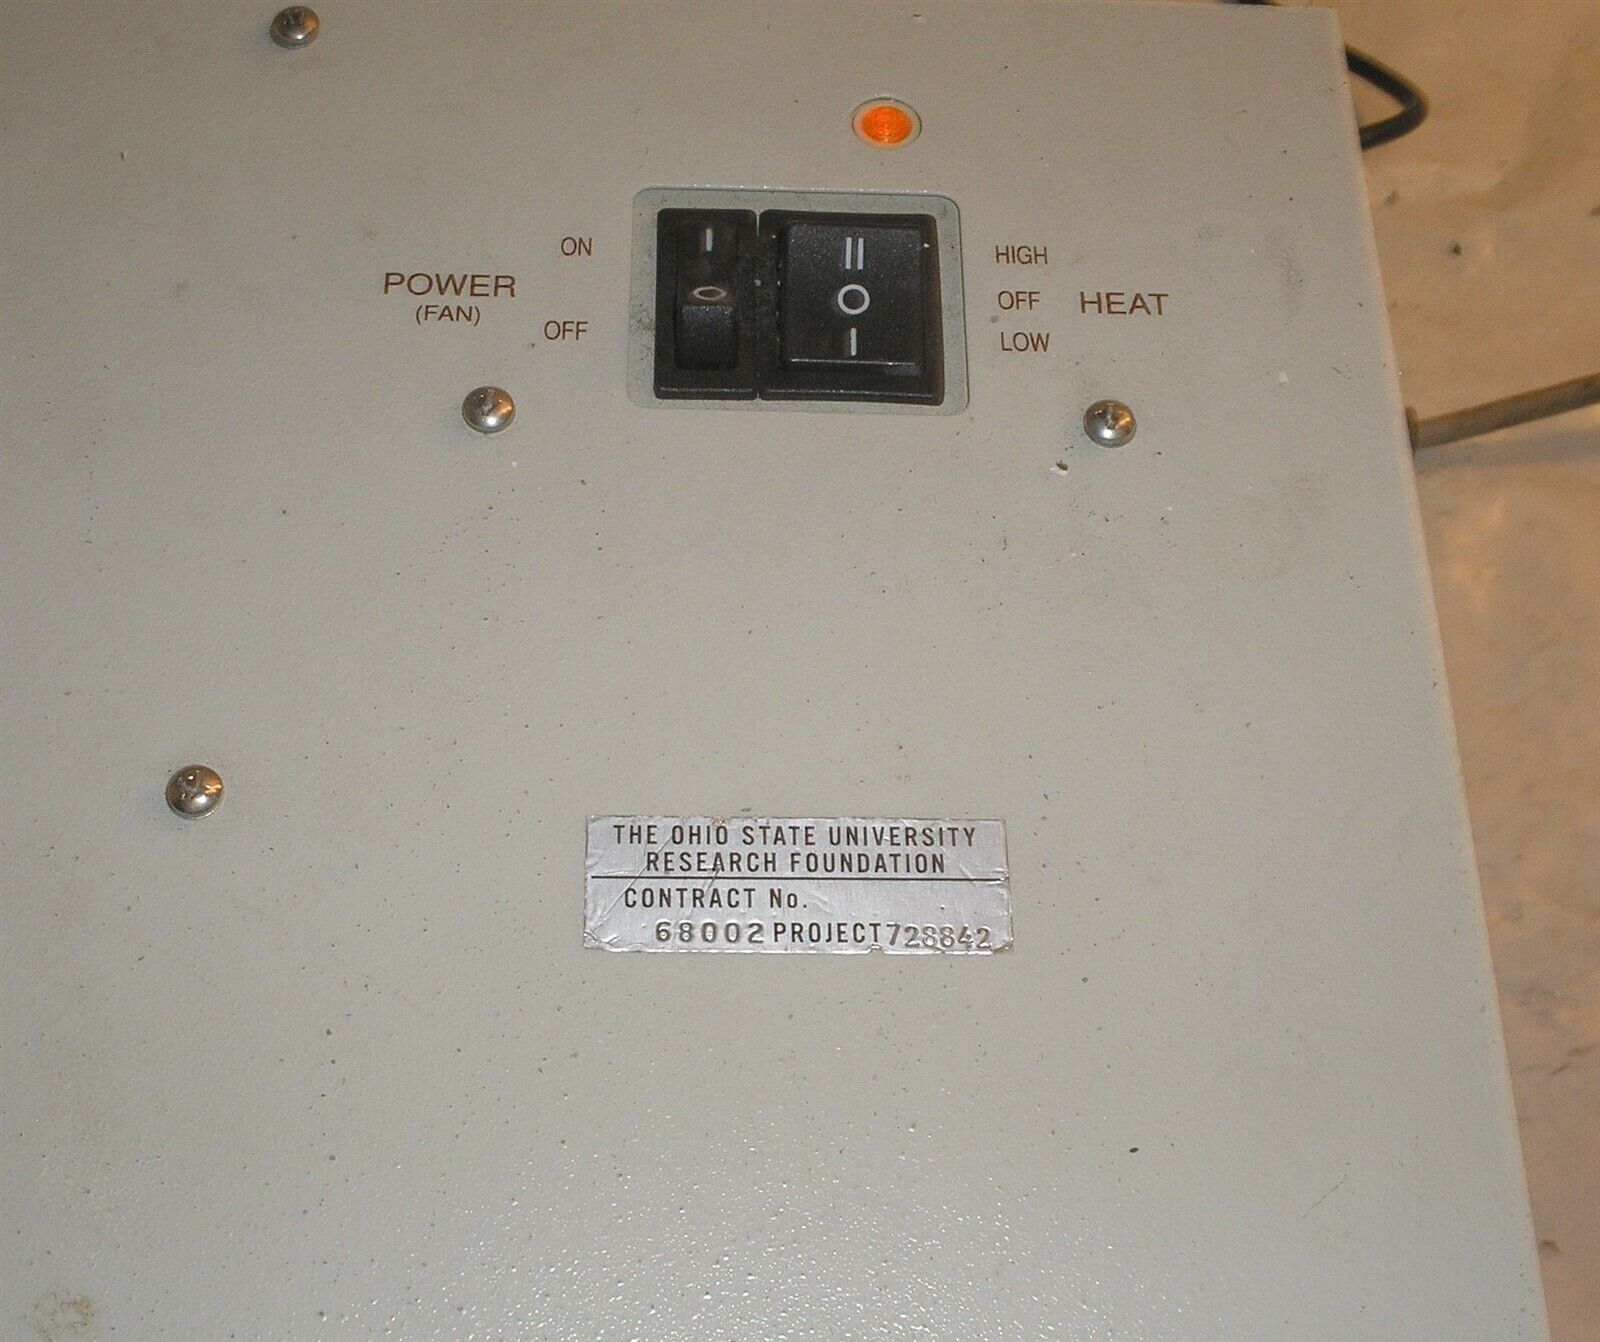 ON
POWER
(FAN)
OFF
I
O
II
O
I
HIGH
OFF
HEAT
LOW
THE OHIO STATE UNIVERSITY
RESEARCH FOUNDATION
CONTRACT No.
68002 PROJECT 728842